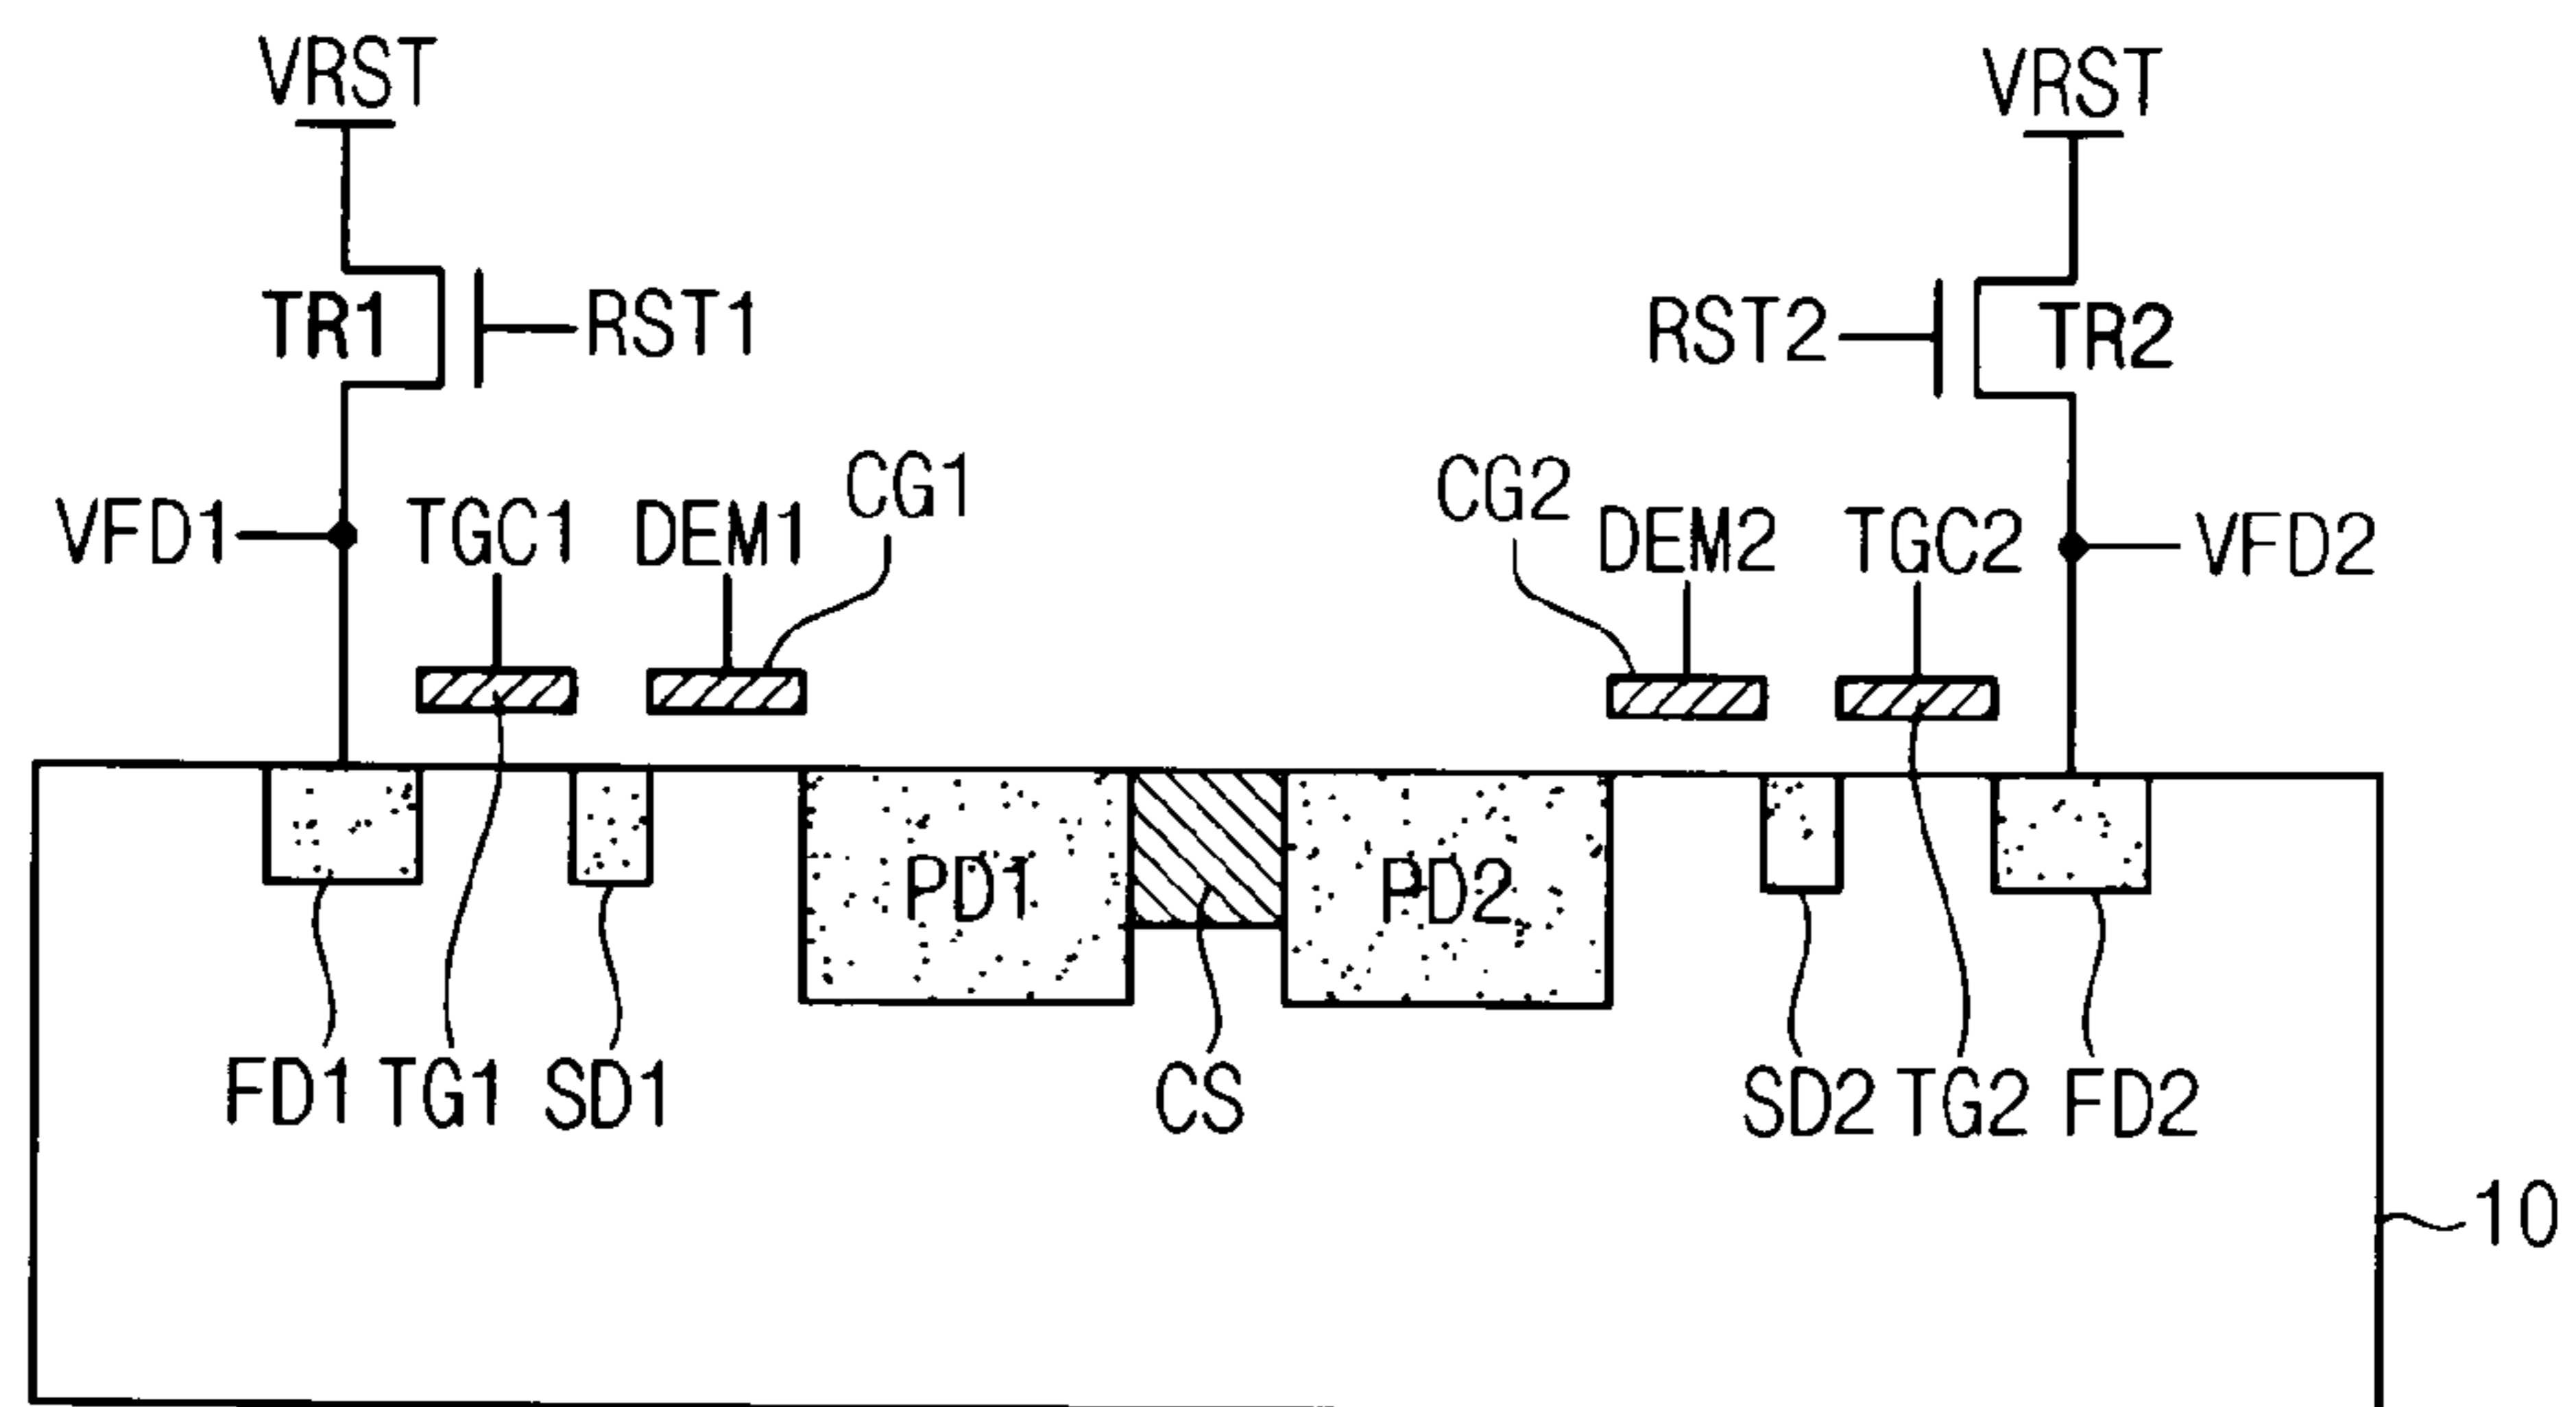 VRST VRST
TR1 RST1 RST2 TR2
VFD1 TGC1 DEM1 CG1 CG2 DEM2 TGC2 VFD2
PD1 PD2
FD1 TG1 SD1 CS SD2 TG2 FD2
10